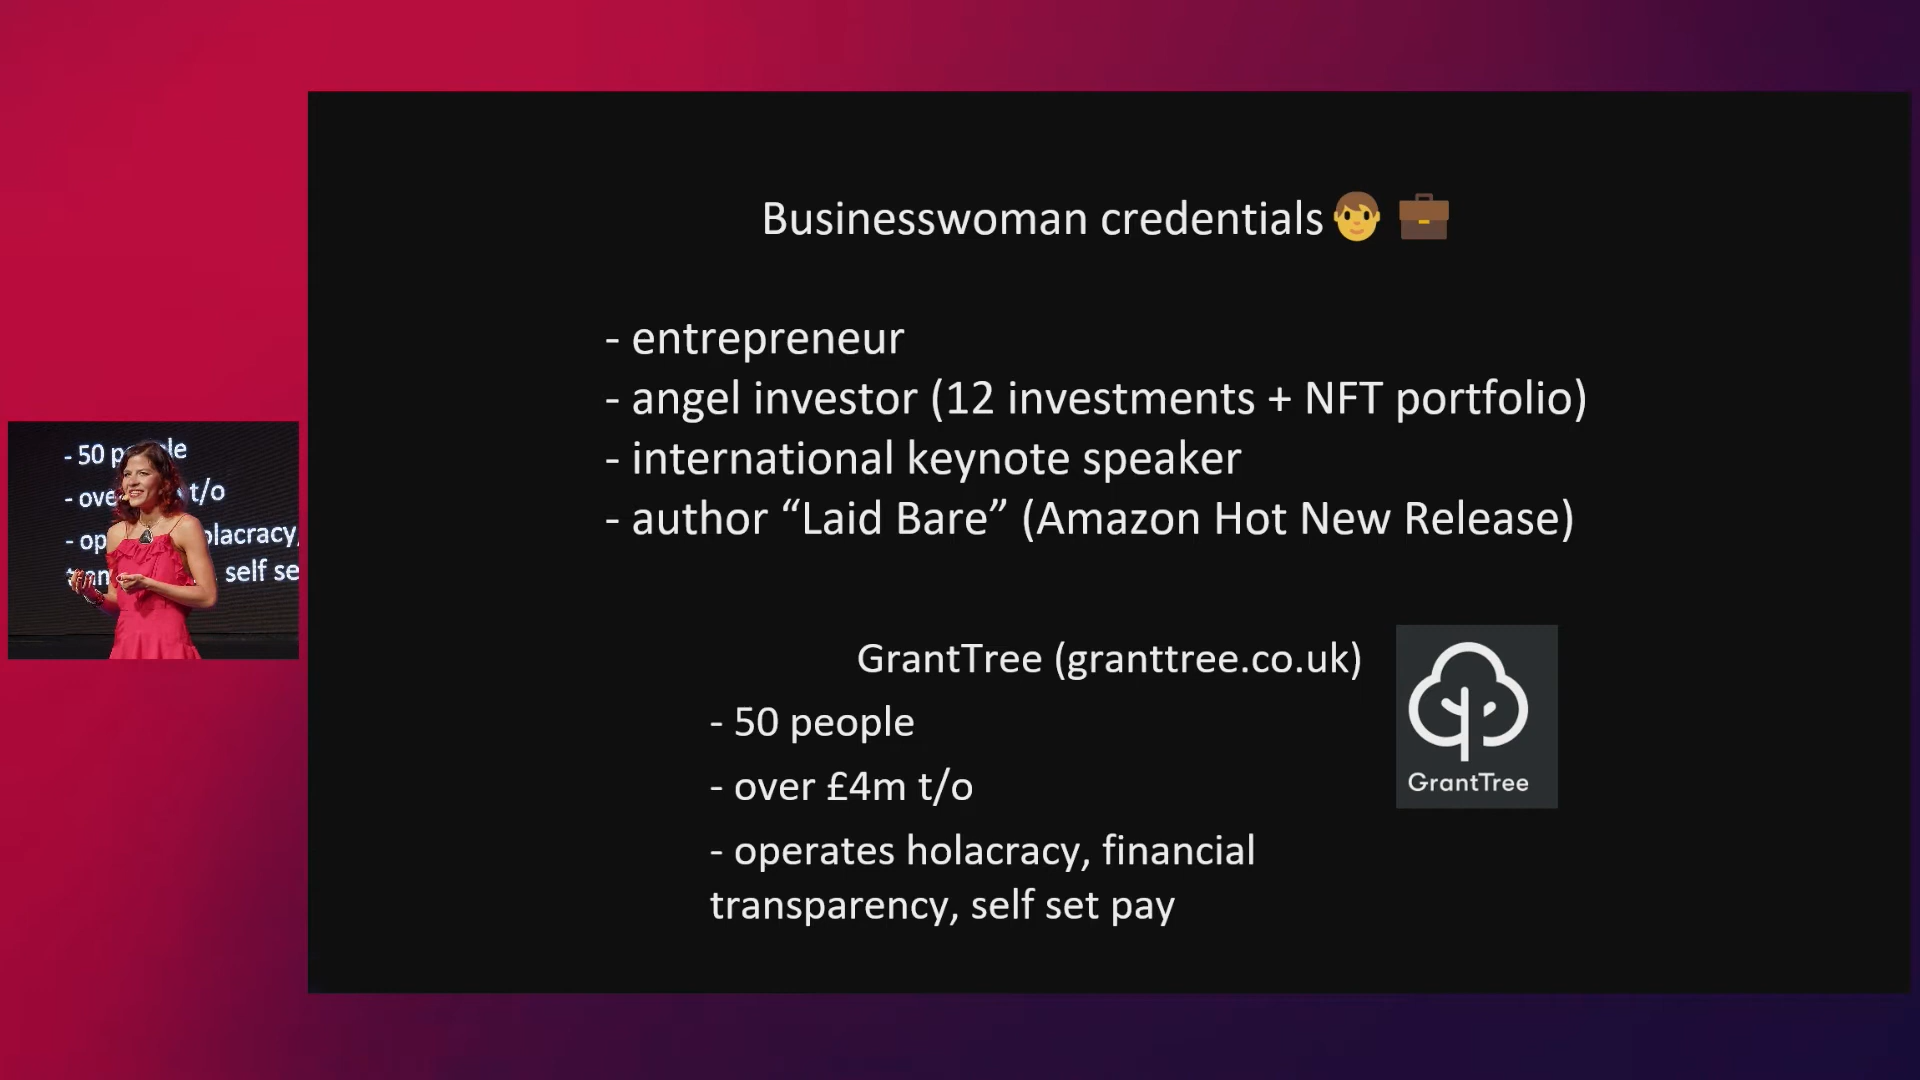 Businesswoman credentials
- entrepreneur
- angel investor (12 investments + NFT portfolio)
- international keynote speaker
- author “Laid Bare” (Amazon Hot New Release)
GrantTree (granttree.co.uk)
- 50 people
- over £4m t/o
- operates holacracy, financial
transparency, self set pay
GrantTree
- 50 people
t/o
self